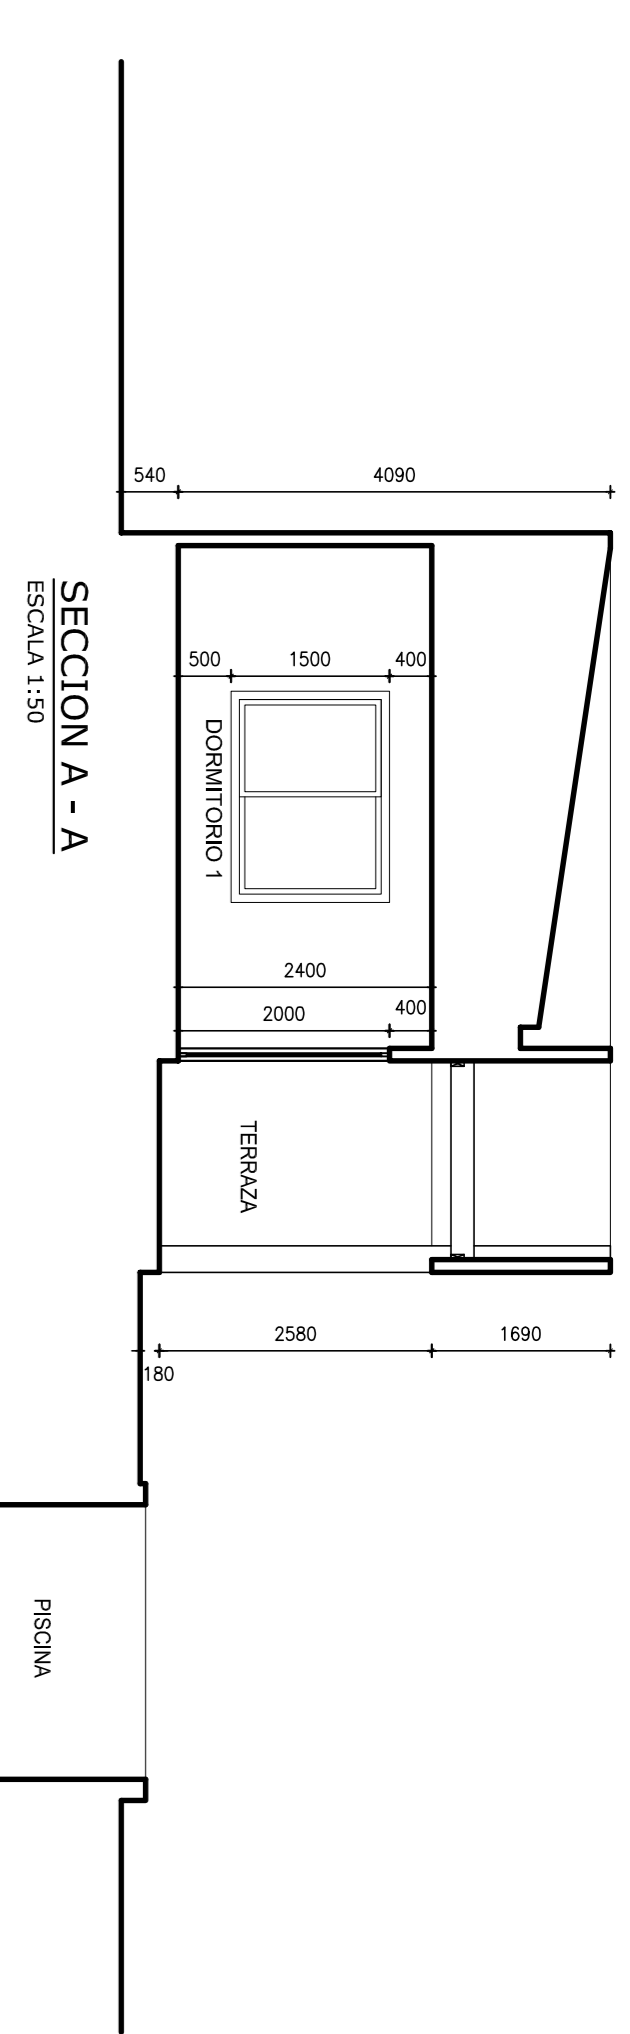 540
4090
500
1500
400
DORMITORIO 1
2400
2000
400
TERRAZA
2580
1690
180
PISCINA
SECCION A - A
ESCALA 1:50